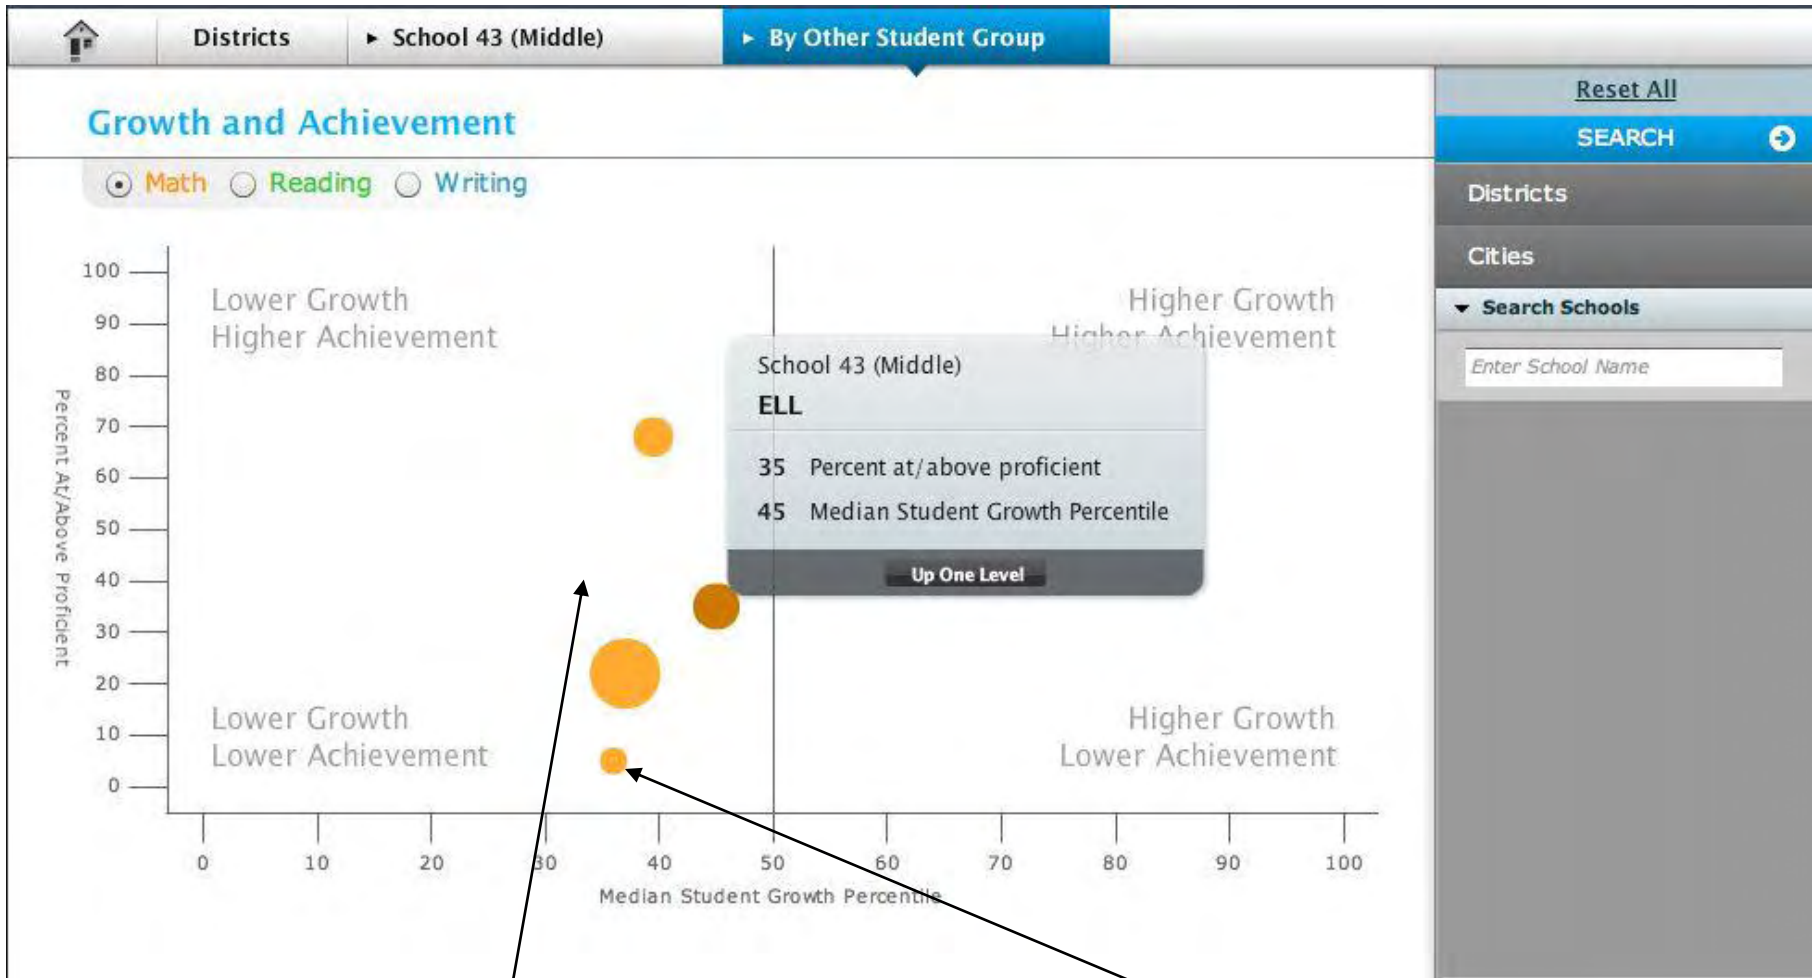 Districts ▸ School 43 (Middle) ▸ By Other Student Group
Growth and Achievement
Math Reading Writing
Reset All
SEARCH
Districts
Cities
Search Schools
Enter School Name
Percent At/Above Proficient
100
90
80
70
60
50
40
30
20
10
0
Lower Growth
Higher Achievement
Higher Growth
Higher Achievement
School 43 (Middle)
ELL
35 Percent at/above proficient
45 Median Student Growth Percentile
Up One Level
Lower Growth
Lower Achievement
Higher Growth
Lower Achievement
0 10 20 30 40 50 60 70 80 90 100
Median Student Growth Percentile